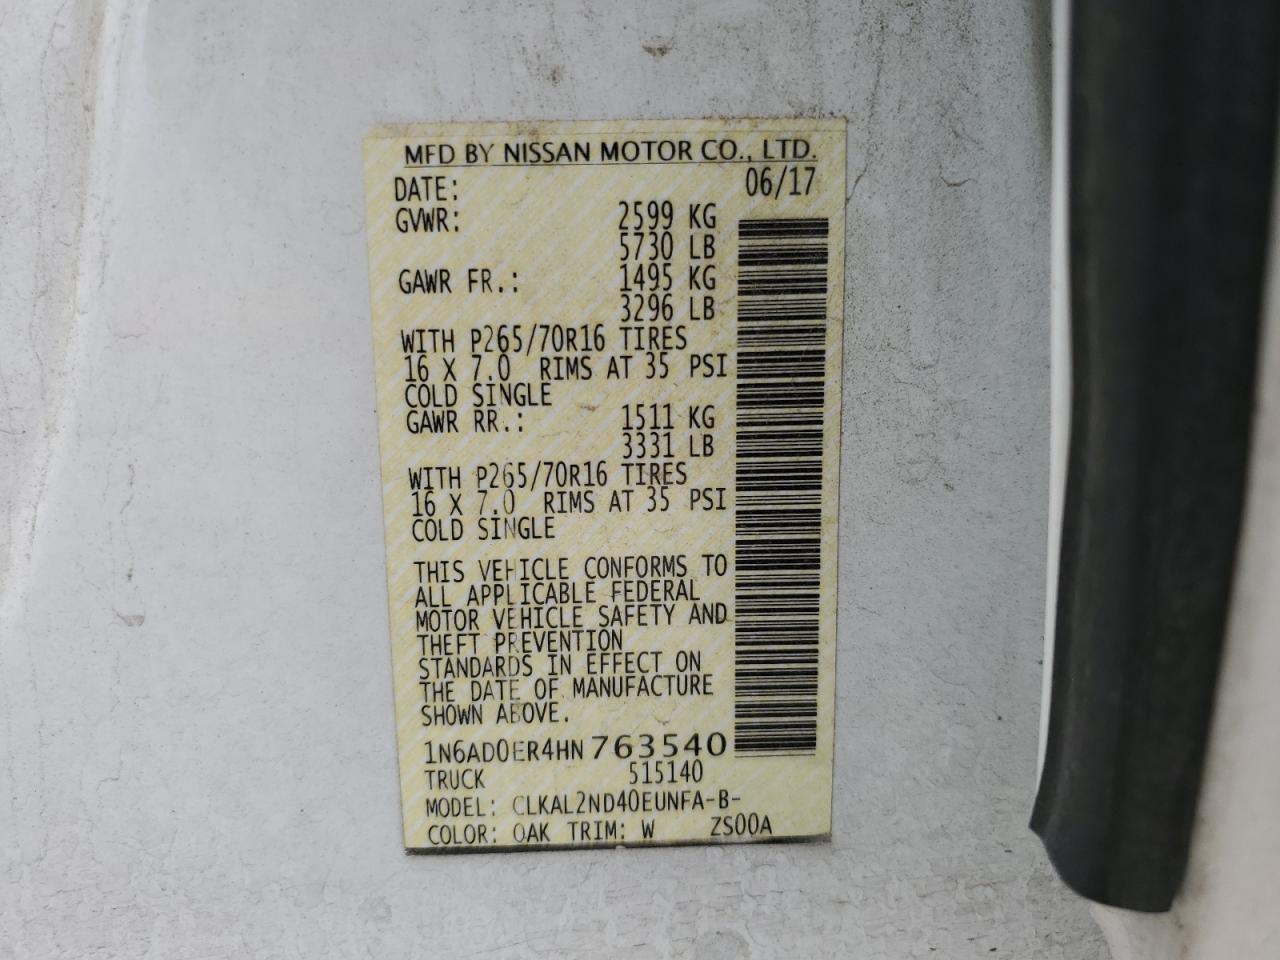 MFD BY NISSAN MOTOR CO., LTD.
DATE: 06/17
GVWR: 2599 KG
5730 LB
GAWR FR.: 1495 KG
3296 LB
WITH P265/70R16 TIRES
16 X 7.0 RIMS AT 35 PSI
COLD SINGLE
GAWR RR.: 1511 KG
3331 LB
WITH P265/70R16 TIRES
16 X 7.0 RIMS AT 35 PSI
COLD SINGLE
THIS VEHICLE CONFORMS TO
ALL APPLICABLE FEDERAL
MOTOR VEHICLE SAFETY AND
THEFT PREVENTION
STANDARDS IN EFFECT ON
THE DATE OF MANUFACTURE
SHOWN ABOVE.
1N6AD0ER4HN763540
TRUCK 515140
MODEL: CLKAL2ND40EUNFA-B-
COLOR: QAK TRIM: W ZS00A